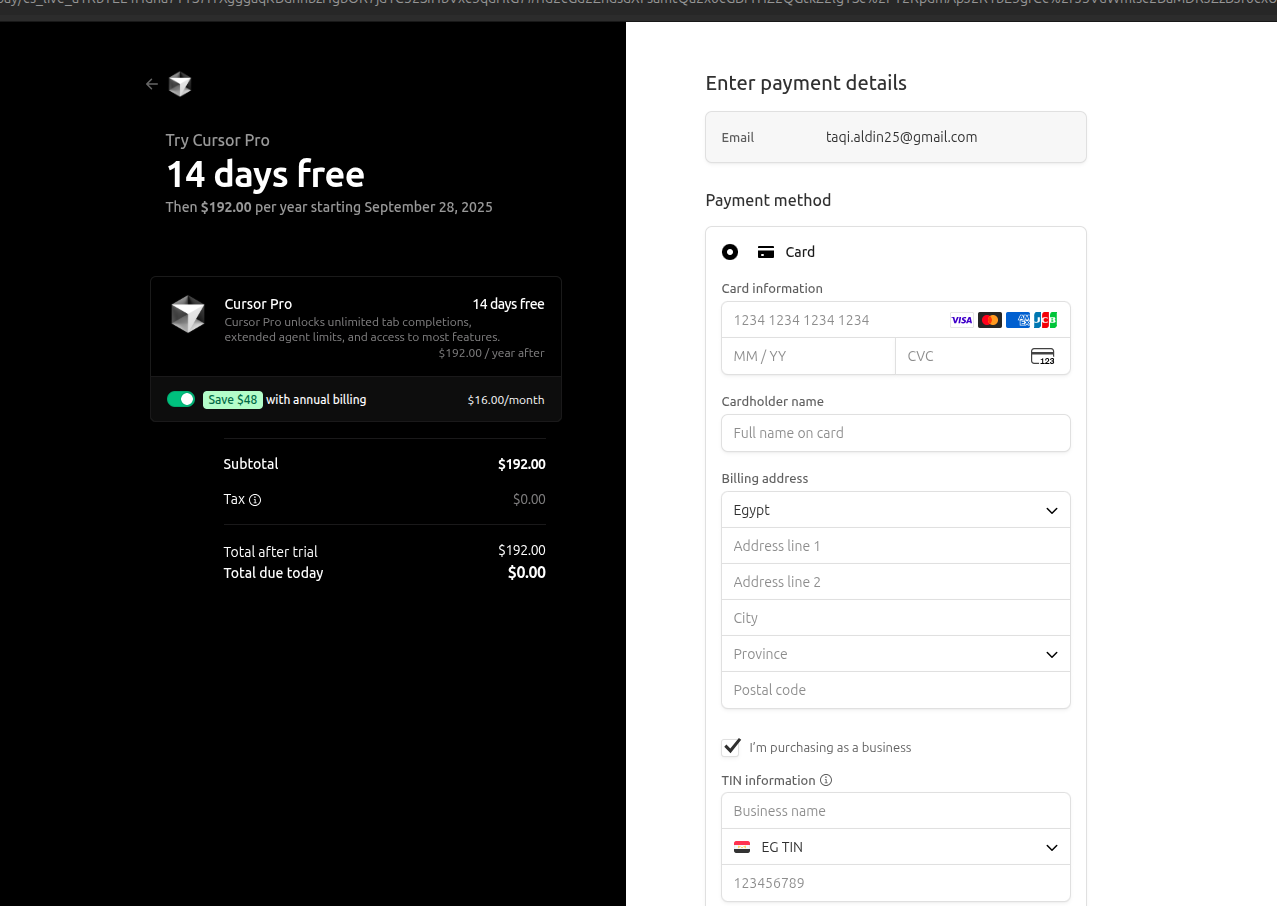 Try Cursor Pro
14 days free
Then $192.00 per year starting September 28, 2025
Cursor Pro
14 days free
Cursor Pro unlocks unlimited tab completions,
extended agent limits, and access to most features.
$192.00 / year after
Save $48 with annual billing
$16.00/month
Subtotal
$192.00
Tax
$0.00
Total after trial
$192.00
Total due today
$0.00
Enter payment details
Email
taqi.aldin25@gmail.com
Payment method
Card
Card information
1234 1234 1234 1234
VISA
AMEX
JCB
MM / YY
CVC
123
Cardholder name
Full name on card
Billing address
Egypt
Address line 1
Address line 2
City
Province
Postal code
I'm purchasing as a business
TIN information
Business name
EG TIN
123456789